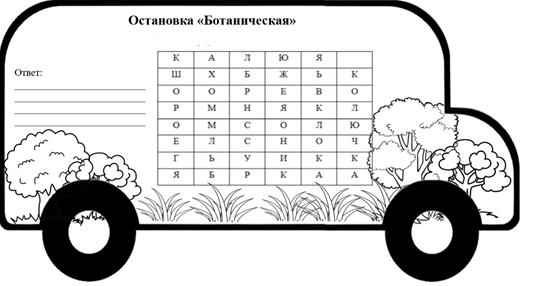 Остановка «Ботаническая»
Ответ:
К А Л Ю Я
Ш Х Б Ж Ь К
О О Р Е В О
Р М Н Я К Л
О М С О Л Ю
Е Л С Н О Ч
Г Ь У И К К
Я Б Р К А А